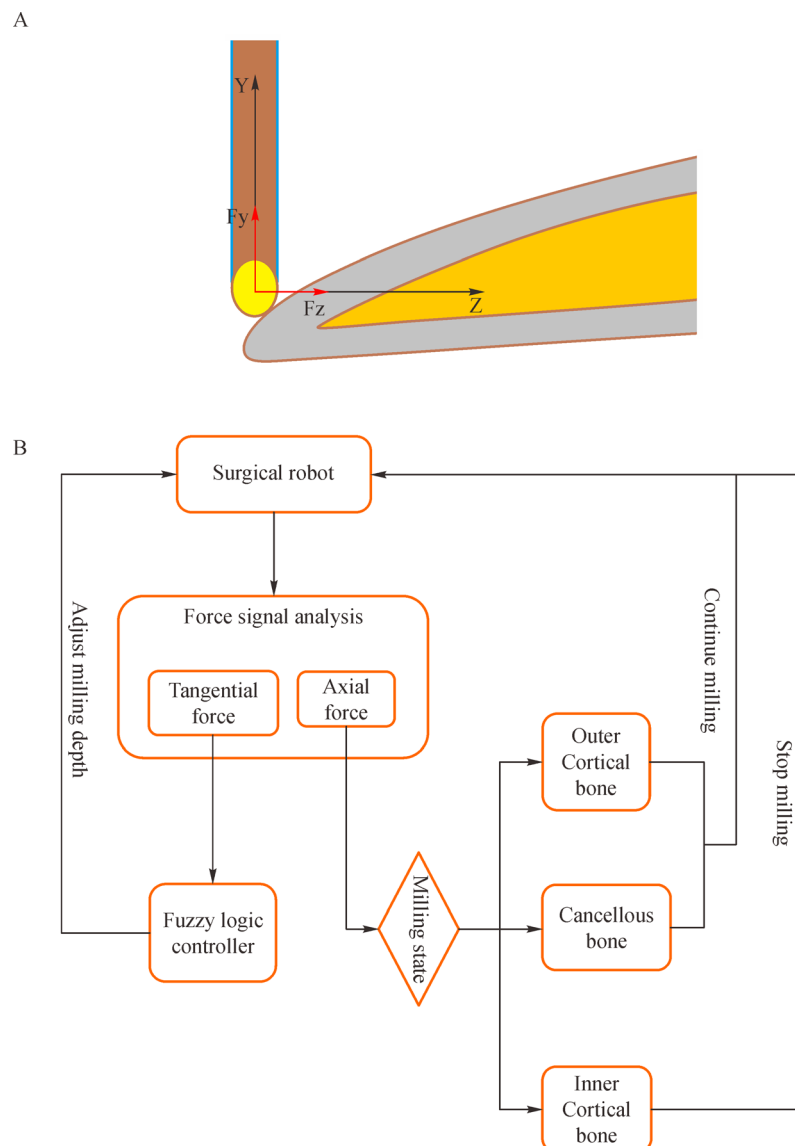 A
Y
Fy
Fz
Z
B
Surgical robot
Force signal analysis
Tangential
force
Axial
force
Adjust milling depth
Fuzzy logic
controller
Milling state
Outer
Cortical
bone
Cancellous
bone
Inner
Cortical
bone
Continue milling
Stop milling